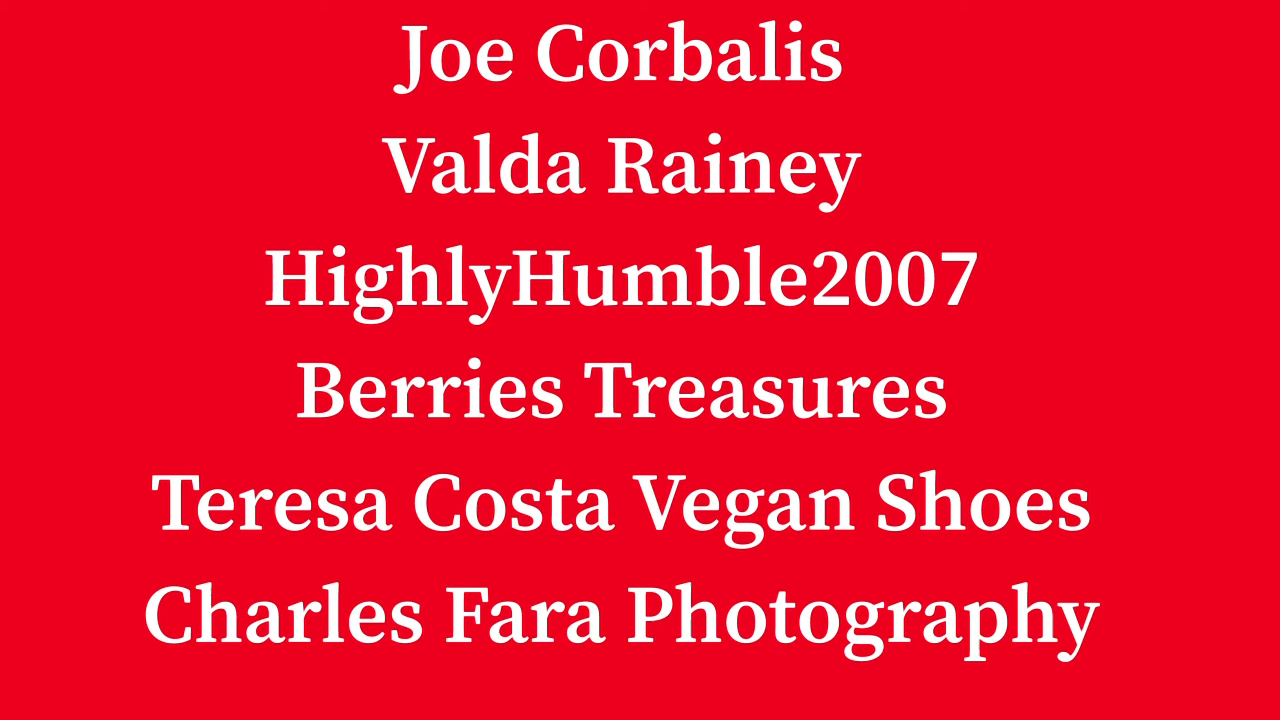 Joe Corbalis
Valda Rainey
HighlyHumble2007
Berries Treasures
Teresa Costa Vegan Shoes
Charles Fara Photography